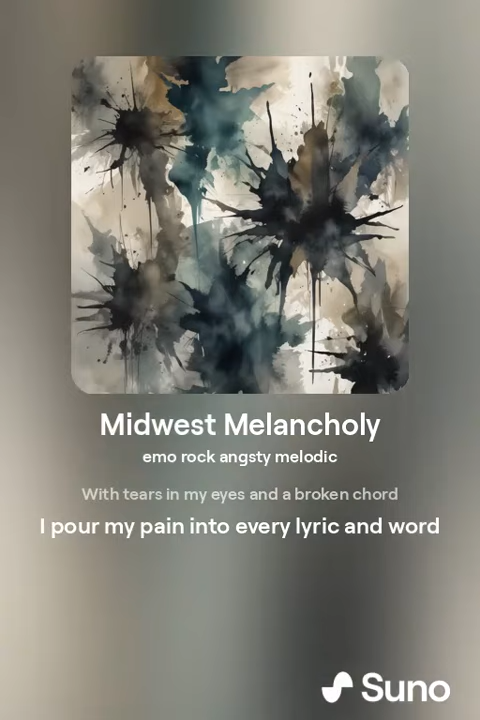 Midwest Melancholy
emo rock angsty melodic
With tears in my eyes and a broken chord
I pour my pain into every lyric and word
Suno